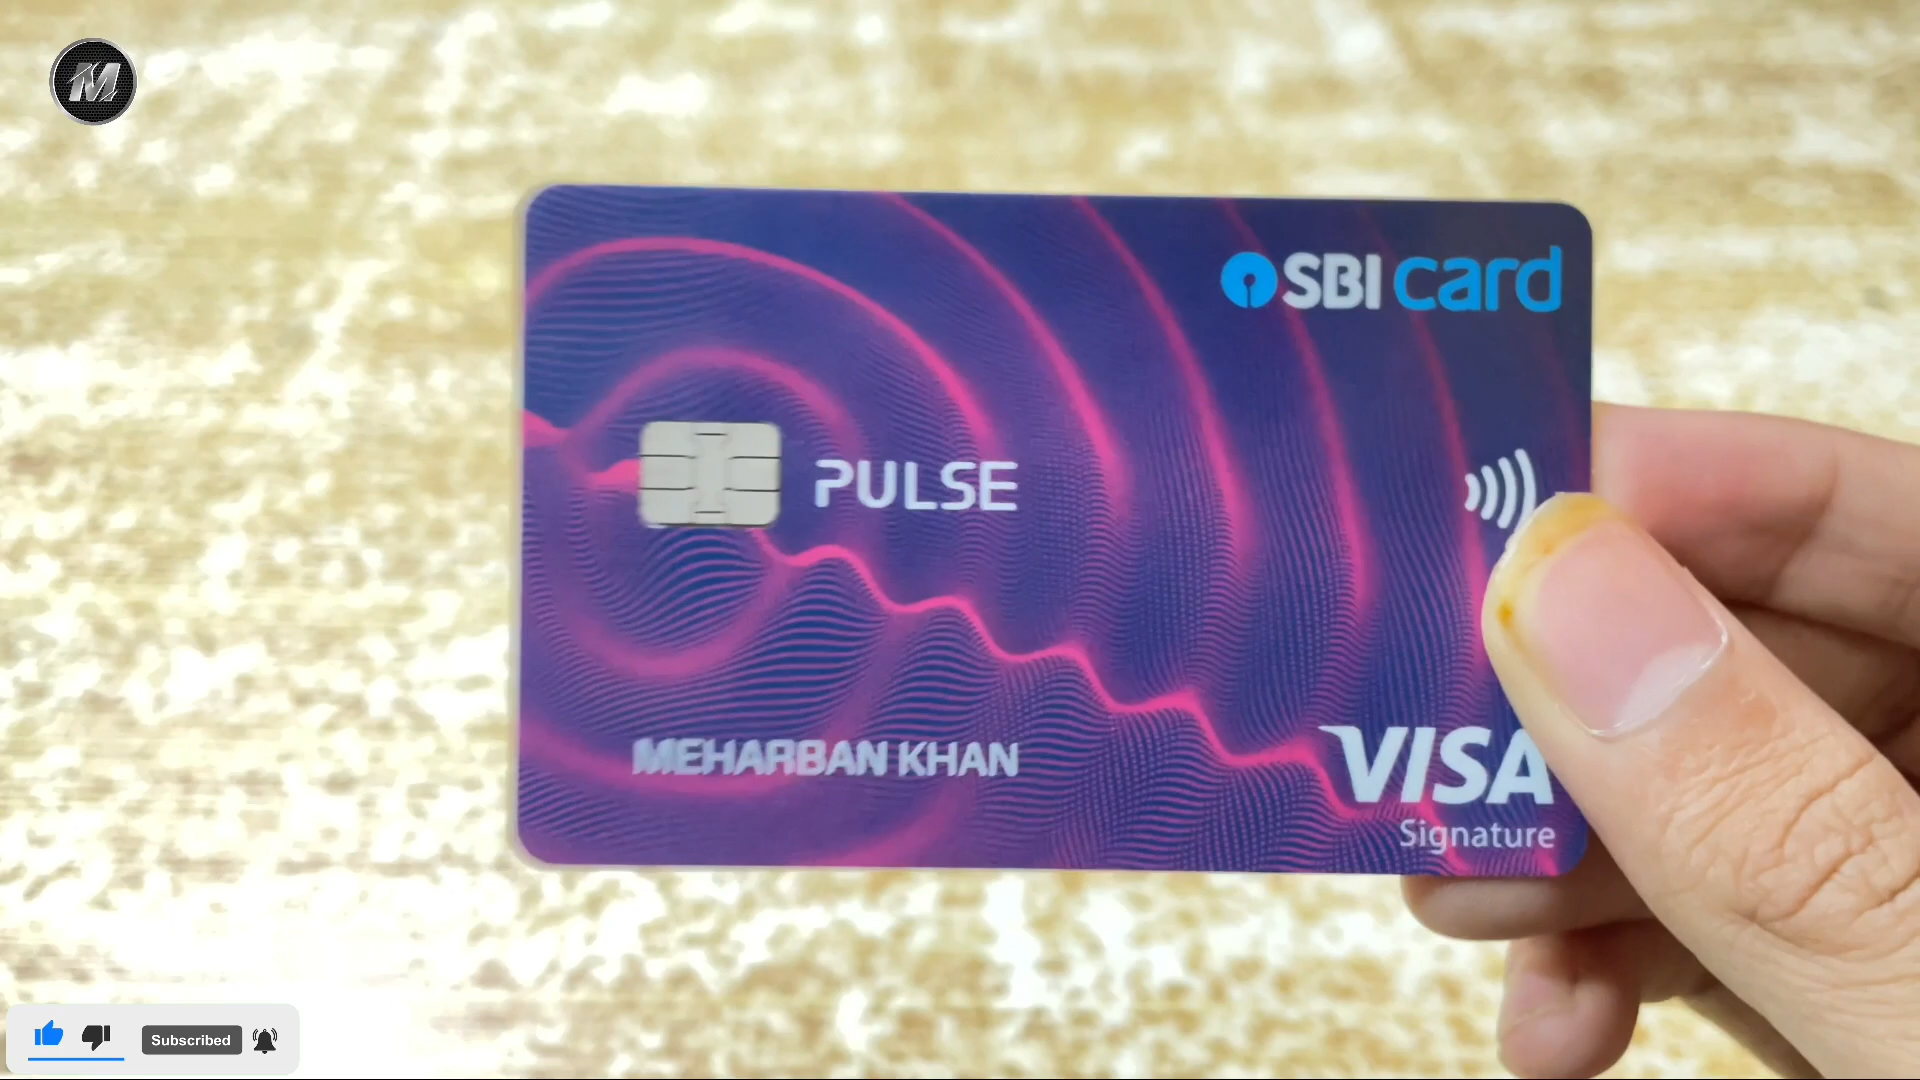 M
SBI card
PULSE
MEHARBAN KHAN
VISA
Signature
Subscribed